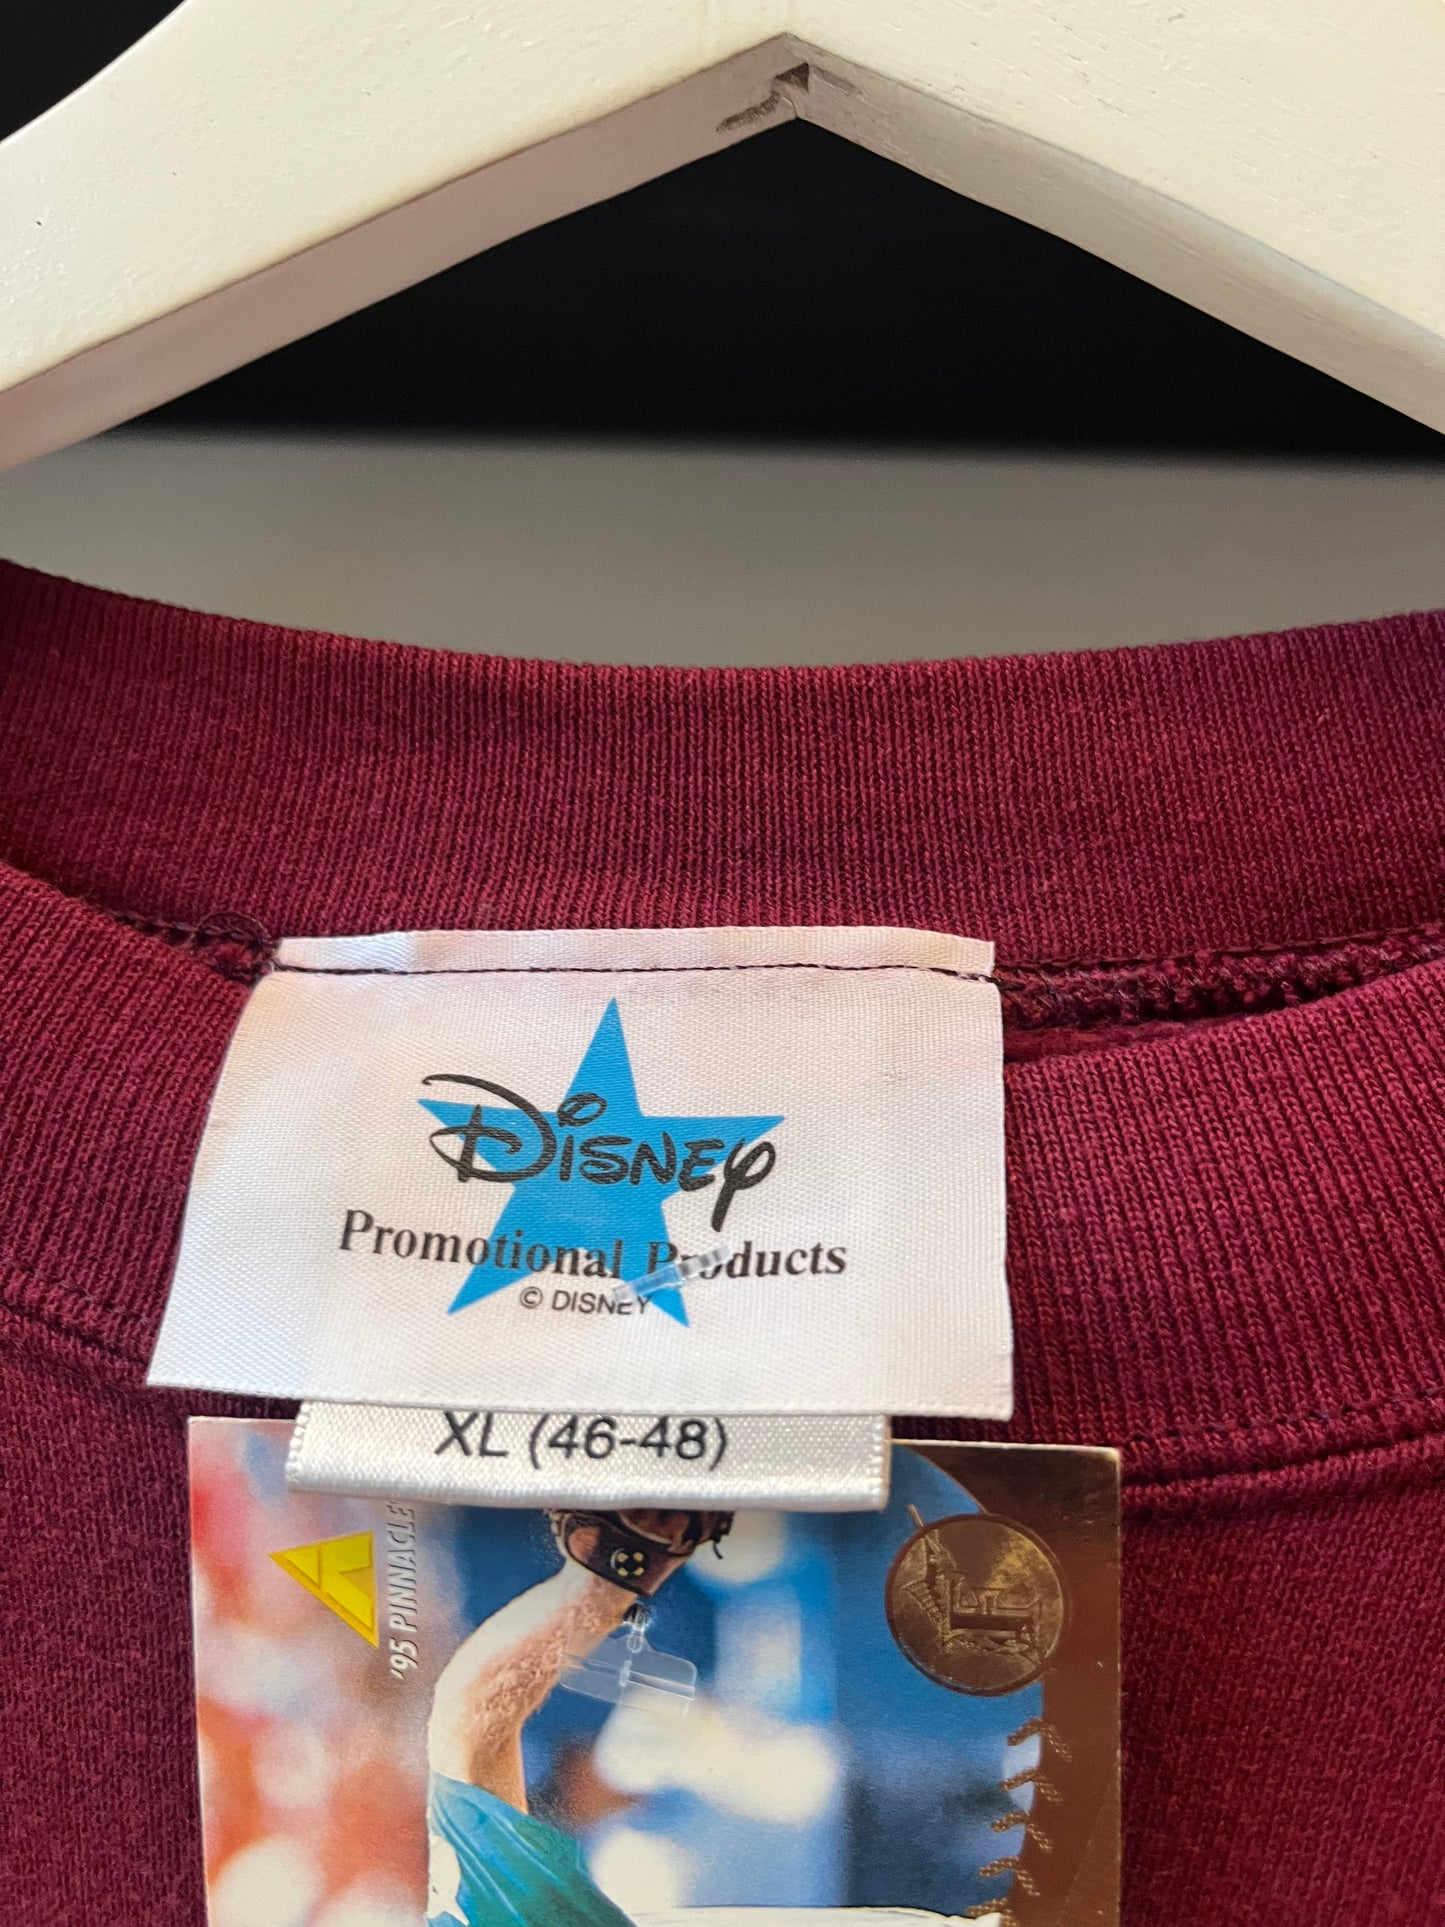 Disney
Promotional Products
© DISNEY
XL (46-48)
'95 PINNACLE